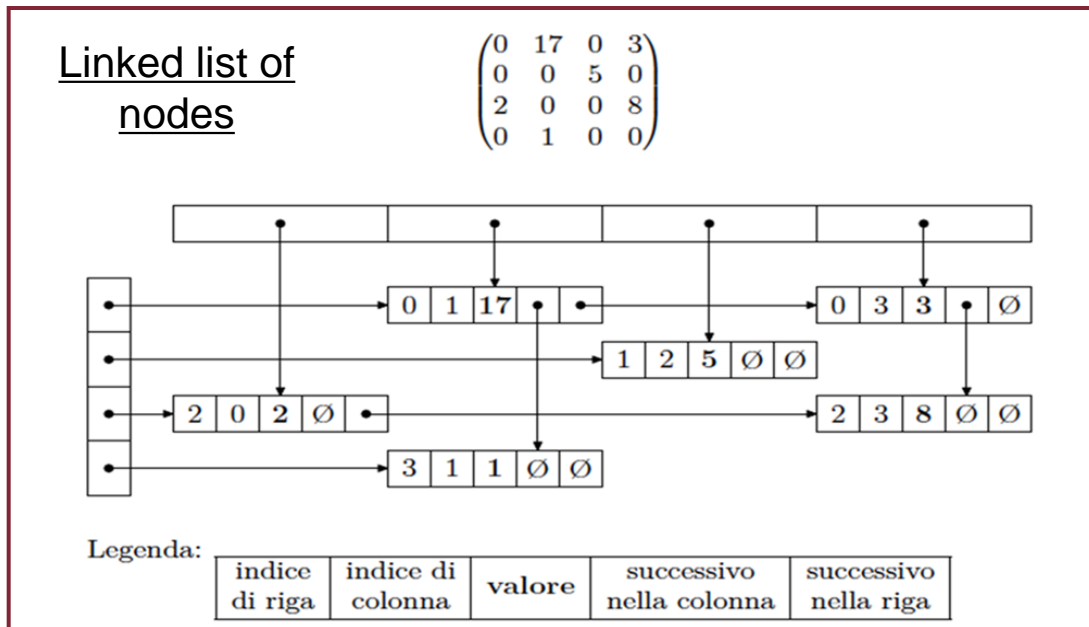 Linked list of
nodes
0 17 0 3
0 0 5 0
2 0 0 8
0 1 0 0
0 1 17 0 3 3 Ø
1 2 5 Ø Ø
2 0 2 Ø 2 3 8 Ø Ø
3 1 1 Ø Ø
Legenda:
indice di riga indice di colonna valore successivo nella colonna successivo nella riga